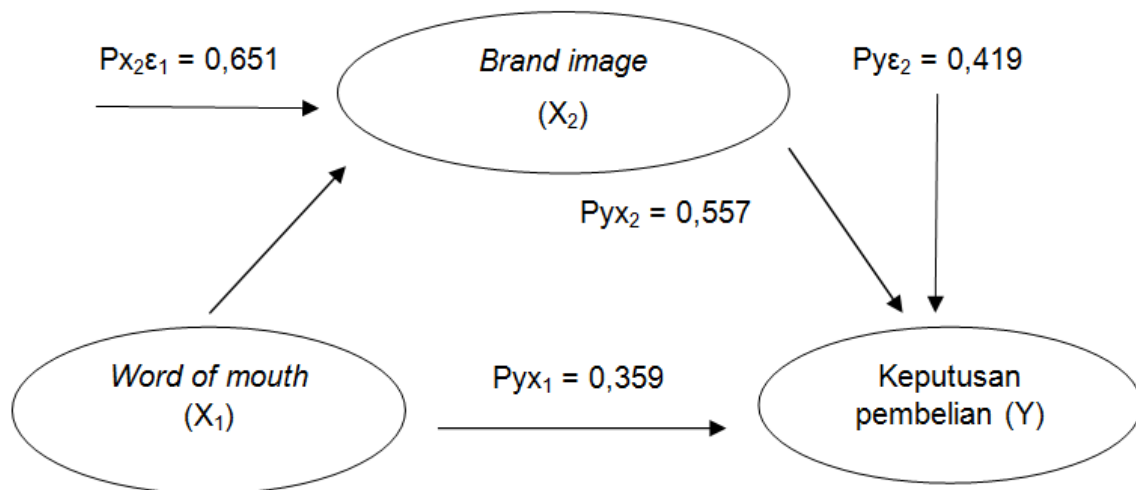 Px₂ε₁ = 0,651
Brand image
(X₂)
Pyε₂ = 0,419
Pyx₂ = 0,557
Word of mouth
(X₁)
Pyx₁ = 0,359
Keputusan
pembelian (Y)